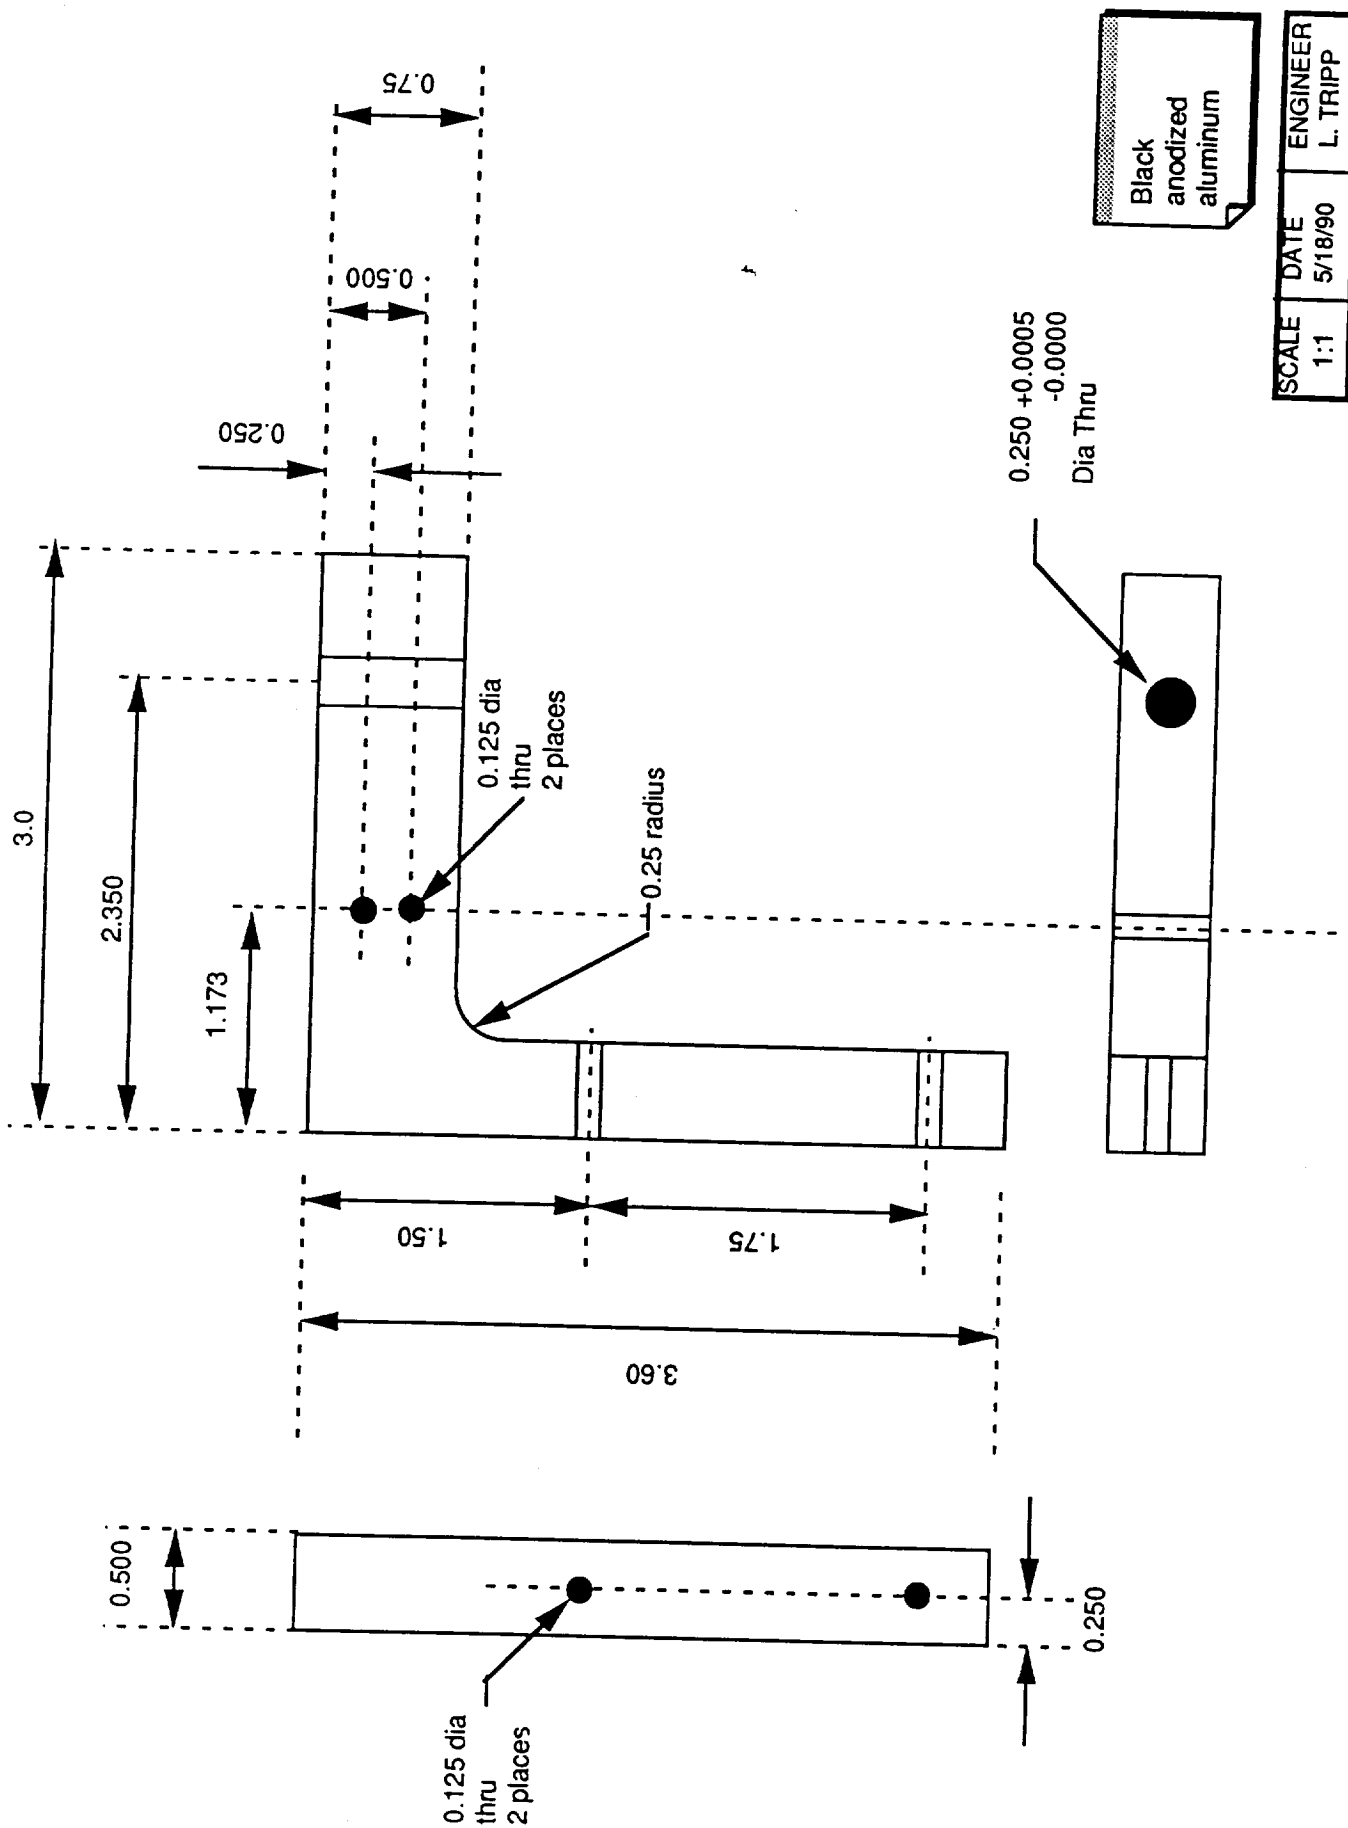 3.0
2.350
1.173
0.250
0.500
0.75
0.125 dia
thru
2 places
0.25 radius
1.50
1.75
3.60
0.500
0.125 dia
thru
2 places
0.250
0.250 +0.0005
-0.0000
Dia Thru
Black
anodized
aluminum
SCALE DATE ENGINEER
1:1 5/18/90 L. TRIPP